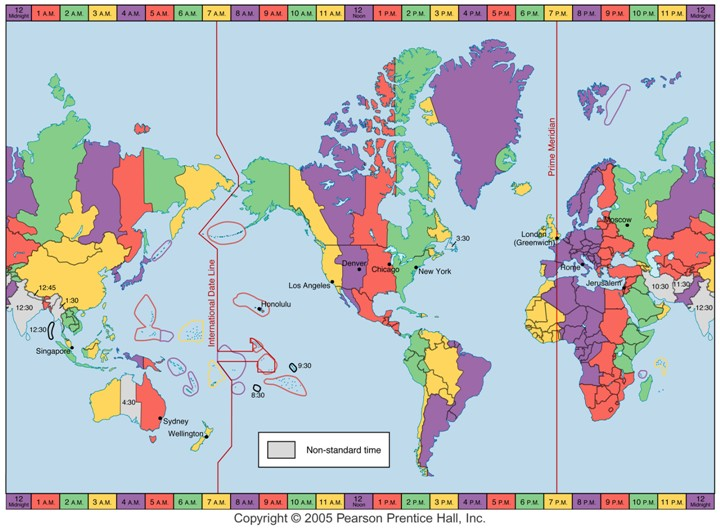 12 Midnight 1 A.M. 2 A.M. 3 A.M. 4 A.M. 5 A.M. 6 A.M. 7 A.M. 8 A.M. 9 A.M. 10 A.M. 11 A.M. 12 Noon 1 P.M. 2 P.M. 3 P.M. 4 P.M. 5 P.M. 6 P.M. 7 P.M. 8 P.M. 9 P.M. 10 P.M. 11 P.M. 12 Midnight
Prime Meridian
International Date Line
3:30
London
(Greenwich)
Moscow
Denver
Chicago
New York
Rome
Los Angeles
Jerusalem
12:45
12:30
1:30
12:30
10:30
11:30
12:30
Honolulu
Singapore
9:30
8:30
4:30
Sydney
Wellington
Non-standard time
12 Midnight 1 A.M. 2 A.M. 3 A.M. 4 A.M. 5 A.M. 6 A.M. 7 A.M. 8 A.M. 9 A.M. 10 A.M. 11 A.M. 12 Noon 1 P.M. 2 P.M. 3 P.M. 4 P.M. 5 P.M. 6 P.M. 7 P.M. 8 P.M. 9 P.M. 10 P.M. 11 P.M. 12 Midnight
Copyright © 2005 Pearson Prentice Hall, Inc.